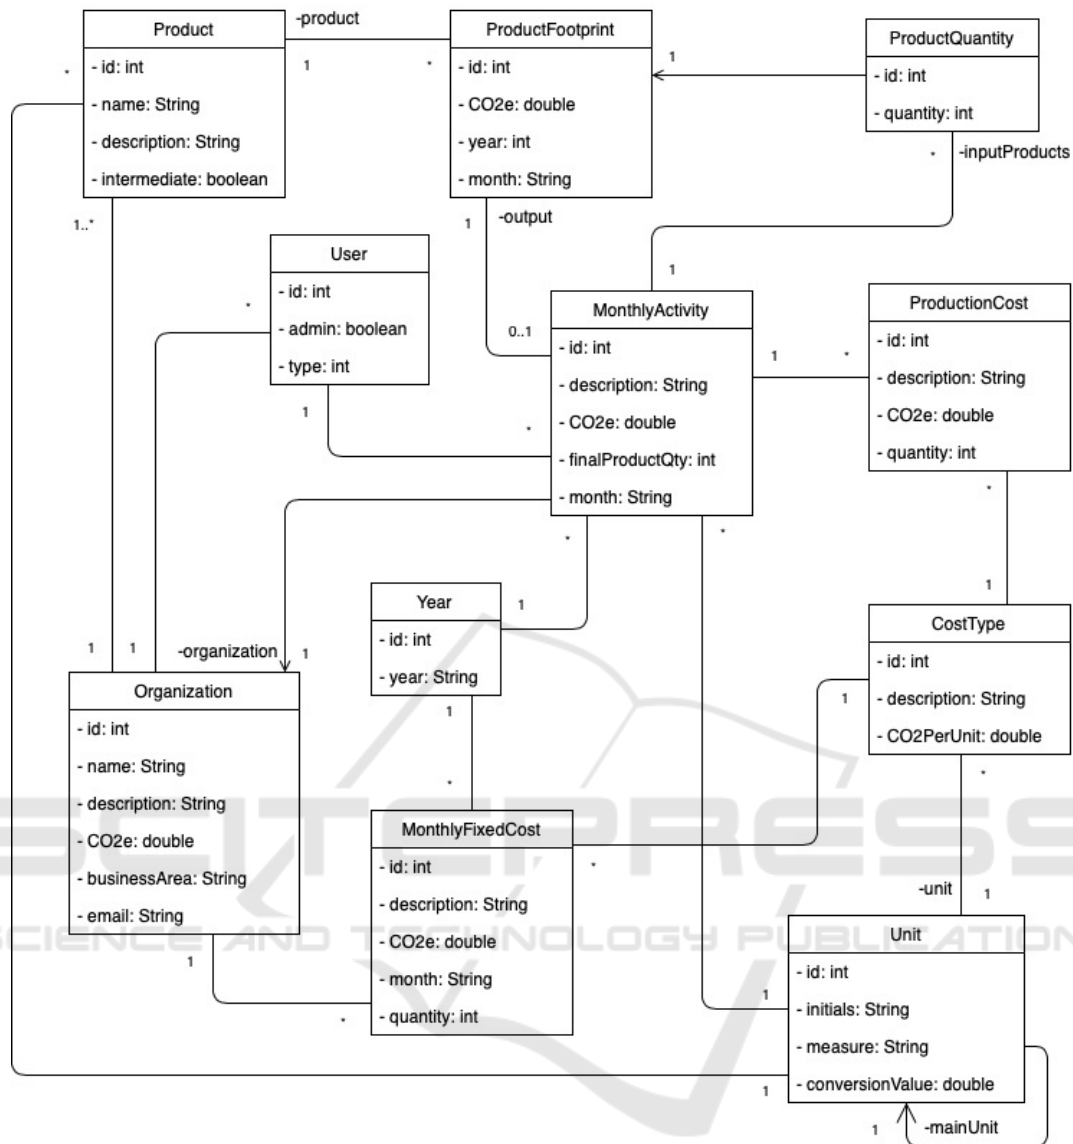 Product
- id: int
- name: String
- description: String
- intermediate: boolean
-product
1
*
ProductFootprint
- id: int
- CO2e: double
- year: int
- month: String
1
ProductQuantity
- id: int
- quantity: int
*
-inputProducts
*
1..*
1
-output
User
- id: int
- admin: boolean
- type: int
*
1
1
0..1
MonthlyActivity
- id: int
- description: String
- CO2e: double
- finalProductQty: int
- month: String
1
*
ProductionCost
- id: int
- description: String
- CO2e: double
- quantity: int
*
*
*
*
1
Year
- id: int
- year: String
1
1
1
-organization
1
Organization
- id: int
- name: String
- description: String
- CO2e: double
- businessArea: String
- email: String
CostType
- id: int
- description: String
- CO2PerUnit: double
1
*
1
*
MonthlyFixedCost
- id: int
- description: String
- CO2e: double
- month: String
- quantity: int
*
1
*
-unit
1
Unit
- id: int
- initials: String
- measure: String
- conversionValue: double
1
1
1
-mainUnit
SCITEPRESS
SCIENCE AND TECHNOLOGY PUBLICATION